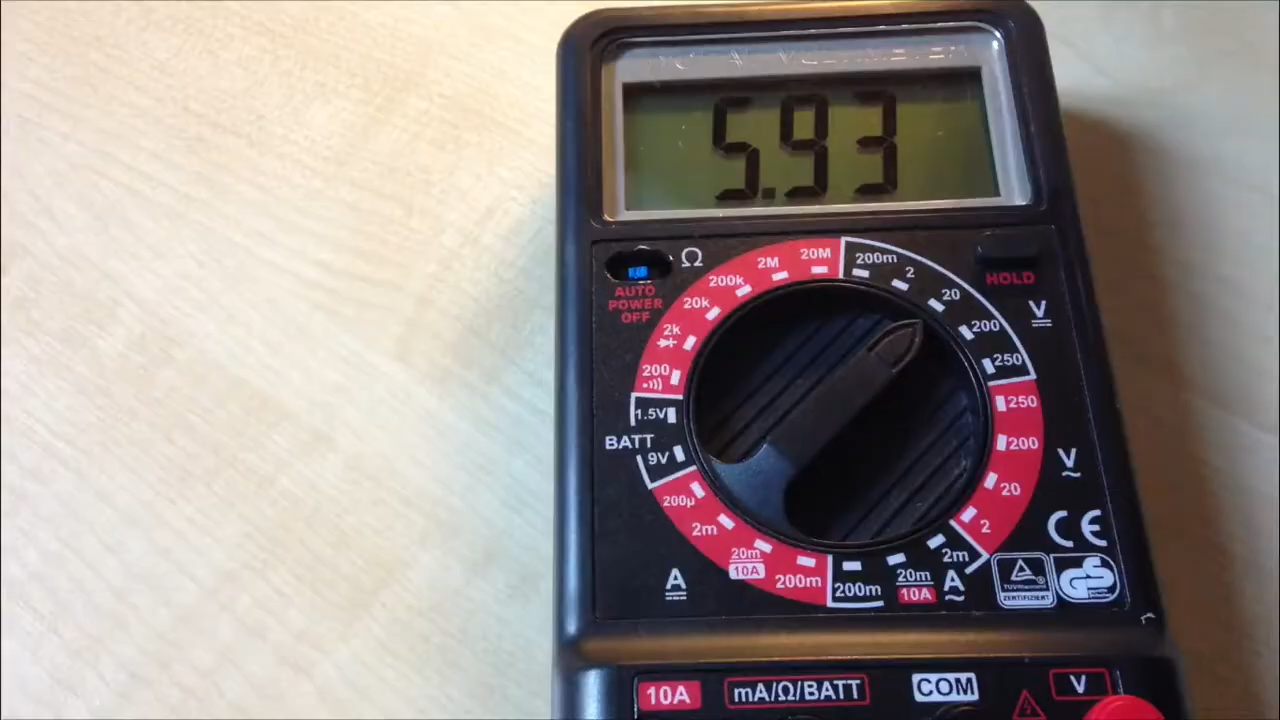 5.93
Ω
AUTO
POWER
OFF
HOLD
200
2k
20k
200k
2M
20M
200m
2
20
200
250
V
250
200
20
2
V
1.5V
BATT
9V
200µ
2m
20m
10A
200m
A
200m
20m
10A
2m
A
CE
ZERTIFIZIERT
GS
10A
mA/Ω/BATT
COM
V